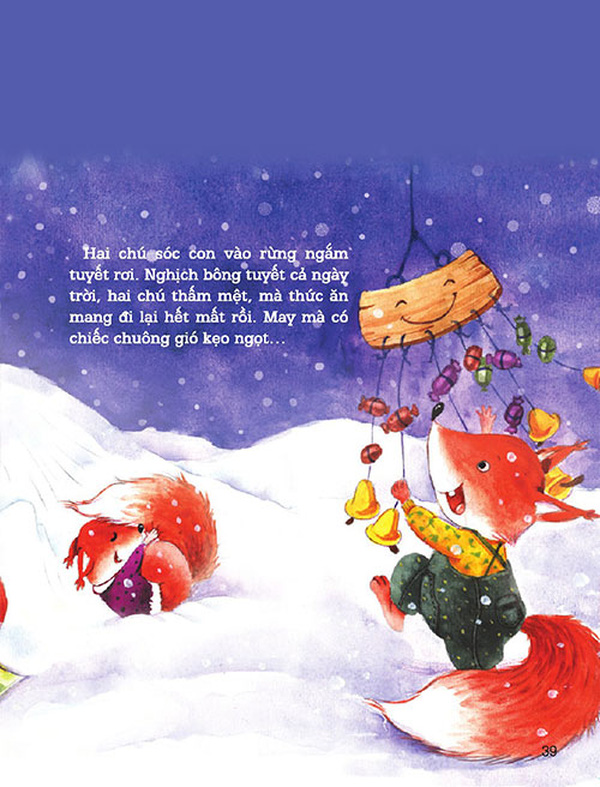 Hai chú sóc con vào rừng ngắm
tuyết rơi. Nghịch bông tuyết cả ngày
trời, hai chú thấm mệt, mà thức ăn
mang đi lại hết mất rồi. May mà có
chiếc chuông gió kẹo ngọt...
39